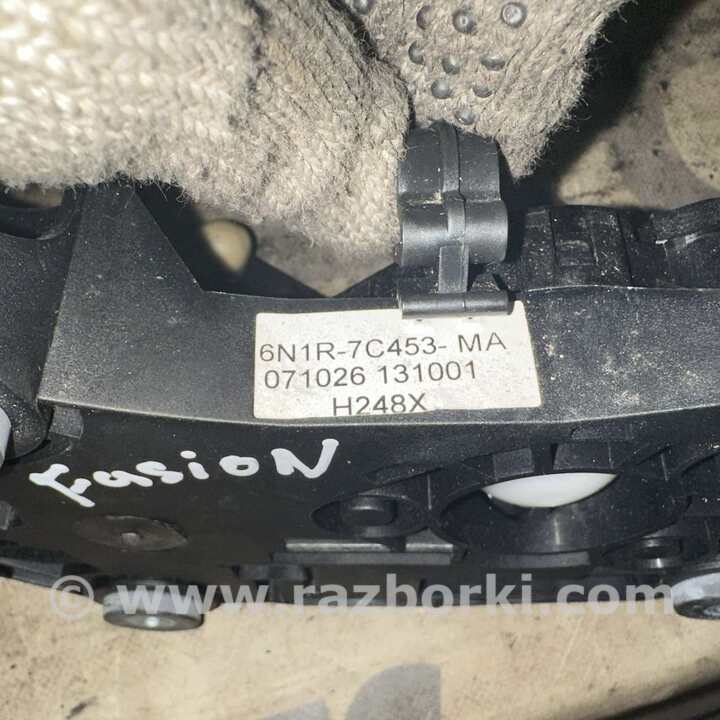 6N1R-7C453- MA
071026 131001
H248X
FusioN
© www.razborki.com